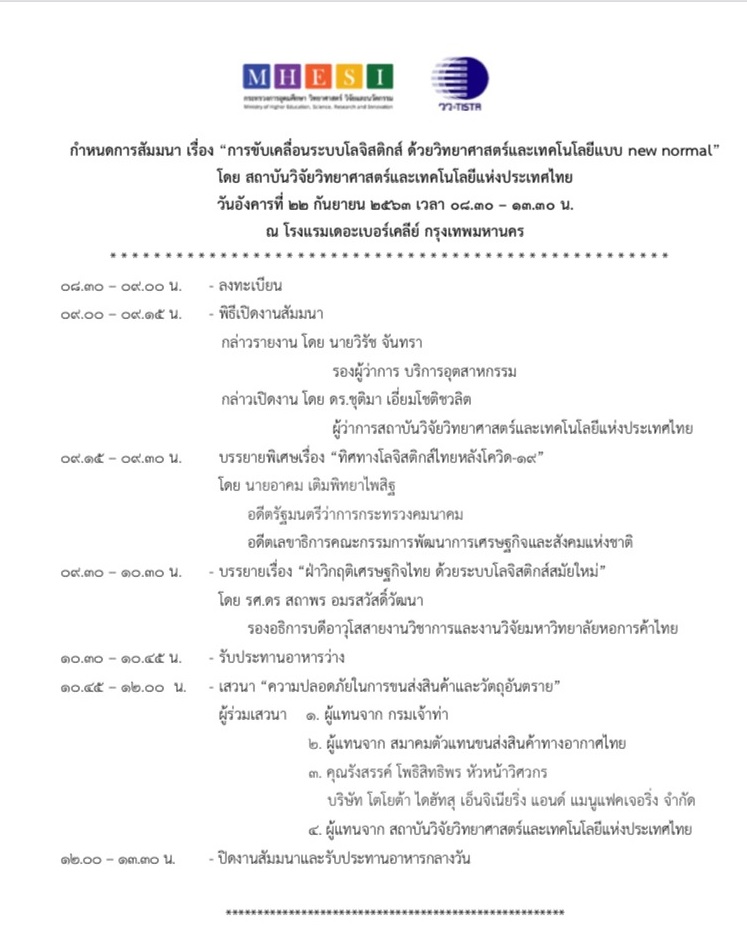 MHESI
กระทรวงการอุดมศึกษา วิทยาศาสตร์ วิจัยและนวัตกรรม
Ministry of Higher Education, Science, Research and Innovation
วว-TISTR
กำหนดการสัมมนา เรื่อง “การขับเคลื่อนระบบโลจิสติกส์ ด้วยวิทยาศาสตร์และเทคโนโลยีแบบ new normal”
โดย สถาบันวิจัยวิทยาศาสตร์และเทคโนโลยีแห่งประเทศไทย
วันอังคารที่ ๒๒ กันยายน ๒๕๖๓ เวลา ๐๘.๓๐ – ๑๓.๓๐ น.
ณ โรงแรมเดอะเบอร์เคลีย์ กรุงเทพมหานคร
๐๘.๓๐ – ๐๙.๐๐ น. - ลงทะเบียน
๐๙.๐๐ – ๐๙.๑๕ น. - พิธีเปิดงานสัมมนา
กล่าวรายงาน โดย นายวิรัช จันทรา
รองผู้ว่าการ บริการอุตสาหกรรม
กล่าวเปิดงาน โดย ดร.ชุติมา เอี่ยมโชติชวลิต
ผู้ว่าการสถาบันวิจัยวิทยาศาสตร์และเทคโนโลยีแห่งประเทศไทย
๐๙.๑๕ – ๐๙.๓๐ น. บรรยายพิเศษเรื่อง “ทิศทางโลจิสติกส์ไทยหลังโควิด-๑๙”
โดย นายอาคม เติมพิทยาไพสิฐ
อดีตรัฐมนตรีว่าการกระทรวงคมนาคม
อดีตเลขาธิการคณะกรรมการพัฒนาการเศรษฐกิจและสังคมแห่งชาติ
๐๙.๓๐ – ๑๐.๓๐ น. - บรรยายเรื่อง “ฝ่าวิกฤติเศรษฐกิจไทย ด้วยระบบโลจิสติกส์สมัยใหม่”
โดย รศ.ดร สถาพร อมรสวัสดิ์วัฒนา
รองอธิการบดีอาวุโสสายงานวิชาการและงานวิจัยมหาวิทยาลัยหอการค้าไทย
๑๐.๓๐ – ๑๐.๔๕ น. - รับประทานอาหารว่าง
๑๐.๔๕ – ๑๒.๐๐ น. - เสวนา “ความปลอดภัยในการขนส่งสินค้าและวัตถุอันตราย”
ผู้ร่วมเสวนา ๑. ผู้แทนจาก กรมเจ้าท่า
๒. ผู้แทนจาก สมาคมตัวแทนขนส่งสินค้าทางอากาศไทย
๓. คุณรังสรรค์ โพธิสิทธิพร หัวหน้าวิศวกร
บริษัท โตโยต้า ไดฮัทสุ เอ็นจิเนียริ่ง แอนด์ แมนูแฟคเจอริ่ง จำกัด
๔. ผู้แทนจาก สถาบันวิจัยวิทยาศาสตร์และเทคโนโลยีแห่งประเทศไทย
๑๒.๐๐ – ๑๓.๓๐ น. - ปิดงานสัมมนาและรับประทานอาหารกลางวัน